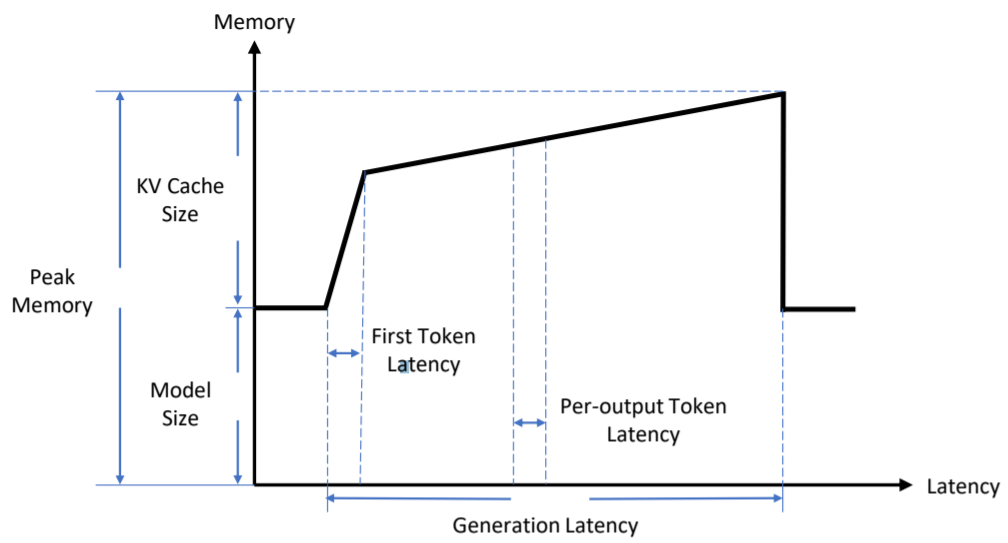 Memory
KV Cache
Size
Peak
Memory
First Token
Latency
Model
Size
Per-output Token
Latency
Latency
Generation Latency